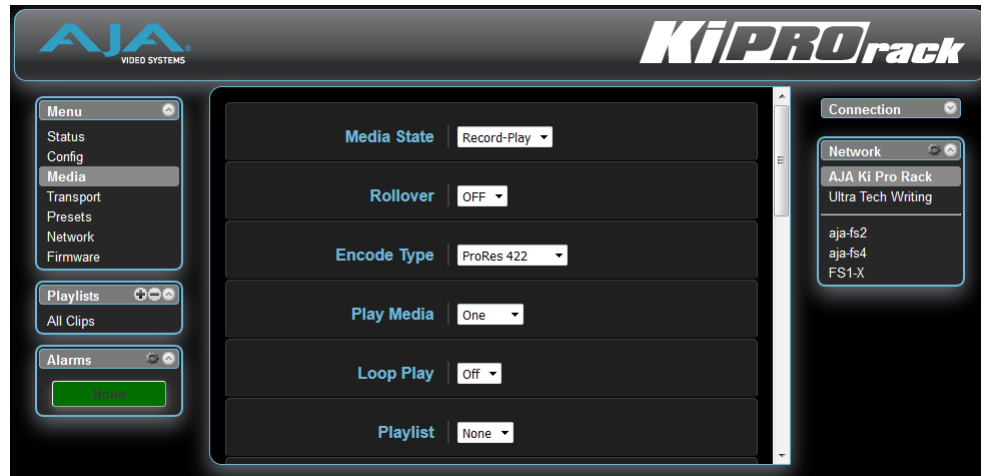 AJA
VIDEO SYSTEMS
KiPROrack
Menu
Status
Config
Media
Transport
Presets
Network
Firmware
Playlists
All Clips
Alarms
None
Media State Record-Play
Rollover OFF
Encode Type ProRes 422
Play Media One
Loop Play Off
Playlist None
Connection
Network
AJA Ki Pro Rack
Ultra Tech Writing
aja-fs2
aja-fs4
FS1-X